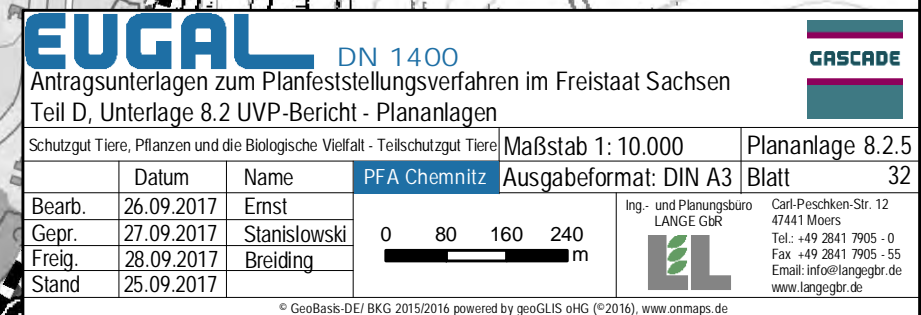 EUGAL DN 1400
GASCADE
Antragsunterlagen zum Planfeststellungsverfahren im Freistaat Sachsen
Teil D, Unterlage 8.2 UVP-Bericht - Plananlagen
Schutzgut Tiere, Pflanzen und die Biologische Vielfalt - Teilschutzgut Tiere Maßstab 1: 10.000 Plananlage 8.2.5
Datum Name PFA Chemnitz Ausgabeformat: DIN A3 Blatt 32
Bearb. 26.09.2017 Ernst
Gepr. 27.09.2017 Stanislowski
Freig. 28.09.2017 Breiding
Stand 25.09.2017
0 80 160 240
m
Ing.- und Planungsbüro
LANGE GbR
Carl-Peschken-Str. 12
47441 Moers
Tel.: +49 2841 7905 - 0
Fax +49 2841 7905 - 55
Email: info@langegbr.de
www.langegbr.de
© GeoBasis-DE/ BKG 2015/2016 powered by geoGLIS oHG (©2016), www.onmaps.de